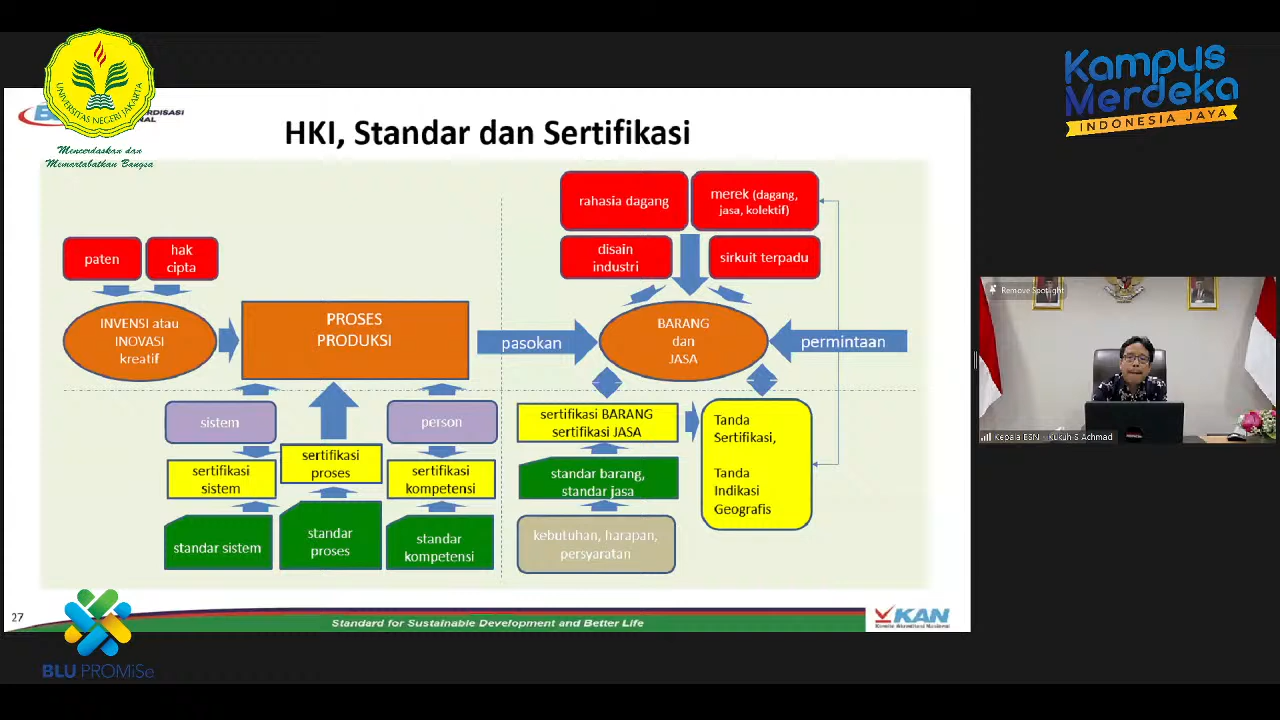 UNIVERSITAS NEGERI JAKARTA
Mencerdaskan dan
Memartabatkan Bangsa
Kampus
Merdeka
INDONESIA JAYA
HKI, Standar dan Sertifikasi
paten
hak
cipta
rahasia dagang
merek (dagang,
jasa, kolektif)
disain
industri
sirkuit terpadu
INVENSI atau
INOVASI
kreatif
PROSES
PRODUKSI
pasokan
BARANG
dan
JASA
permintaan
sistem
person
sertifikasi
sistem
sertifikasi
proses
sertifikasi
kompetensi
standar sistem
standar
proses
standar
kompetensi
sertifikasi BARANG
sertifikasi JASA
standar barang,
standar jasa
kebutuhan, harapan,
persyaratan
Tanda
Sertifikasi,
Tanda
Indikasi
Geografis
Remove Spotlight
Kepala BSN - Kukuh S Achmad
27
Standard for Sustainable Development and Better Life
KAN
Komite Akreditasi Nasional
BLU PROMiSe